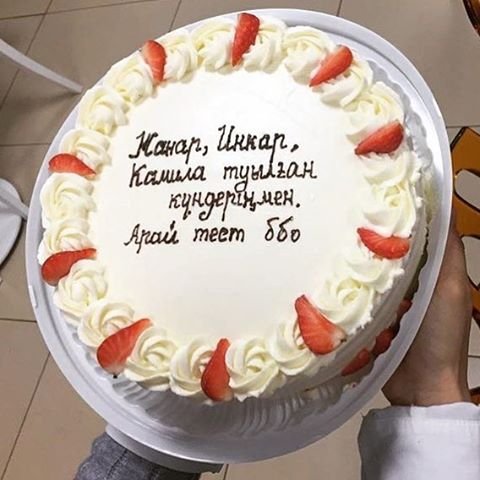 Жанар, Инкар,
Камила туылған
күндеріңмен.
Арай тест ббо